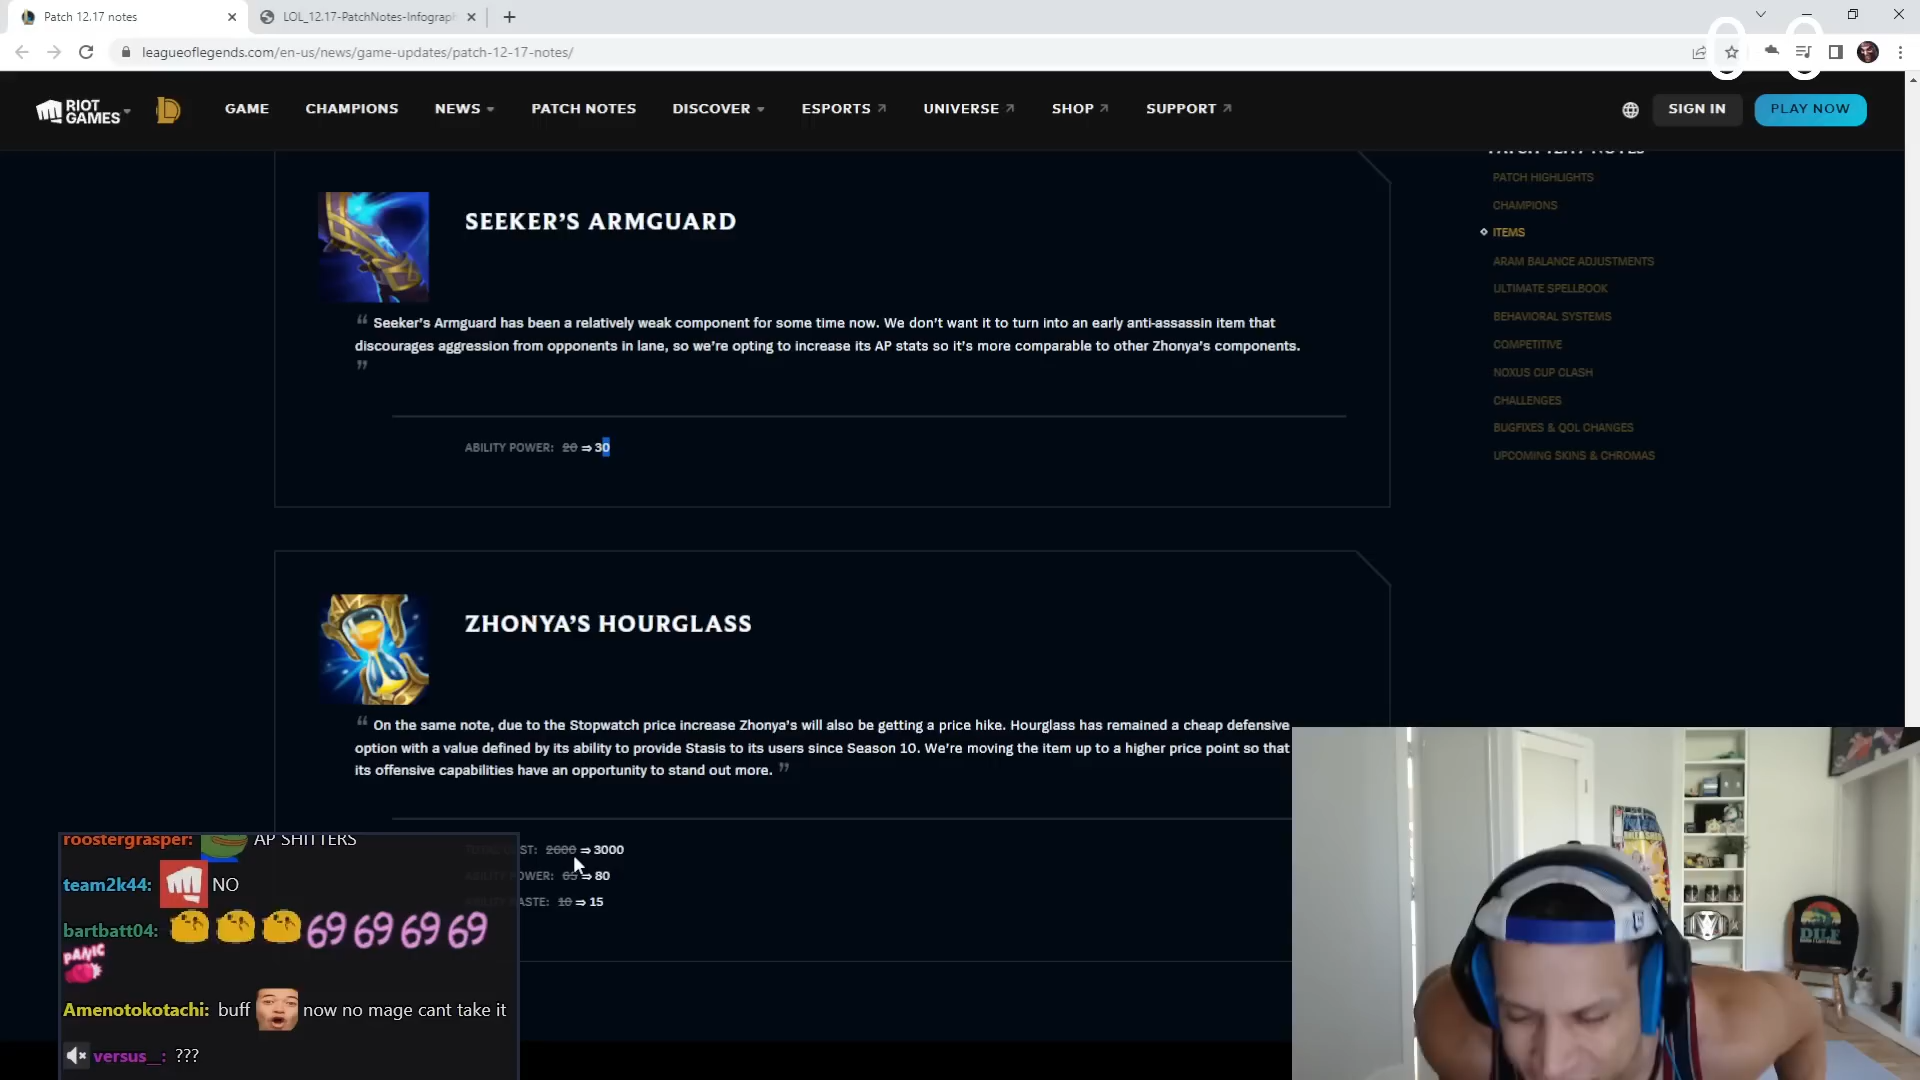 Patch 12.17 notes
LOL_12.17-PatchNotes-Infograp
leagueoflegends.com/en-us/news/game-updates/patch-12-17-notes/
RIOT GAMES
GAME
CHAMPIONS
NEWS
PATCH NOTES
DISCOVER
ESPORTS
UNIVERSE
SHOP
SUPPORT
SIGN IN
PLAY NOW
PATCH 12.17 NOTES
PATCH HIGHLIGHTS
CHAMPIONS
ITEMS
ARAM BALANCE ADJUSTMENTS
ULTIMATE SPELLBOOK
BEHAVIORAL SYSTEMS
COMPETITIVE
NOXUS CUP CLASH
CHALLENGES
BUGFIXES & QOL CHANGES
UPCOMING SKINS & CHROMAS
SEEKER'S ARMGUARD
“ Seeker's Armguard has been a relatively weak component for some time now. We don't want it to turn into an early anti-assassin item that
discourages aggression from opponents in lane, so we're opting to increase its AP stats so it's more comparable to other Zhonya's components.
”
ABILITY POWER: 20 ⇒ 30
ZHONYA'S HOURGLASS
“ On the same note, due to the Stopwatch price increase Zhonya's will also be getting a price hike. Hourglass has remained a cheap defensive
option with a value defined by its ability to provide Stasis to its users since Season 10. We're moving the item up to a higher price point so that
its offensive capabilities have an opportunity to stand out more. ”
2600 ⇒ 3000
65 ⇒ 80
10 ⇒ 15
roostergrasper: AP SHITTERS
team2k44: NO
bartbatt04: 69 69 69 69
PANIC
Amenotokotachi: buff now no mage cant take it
versus__: ???
DILF